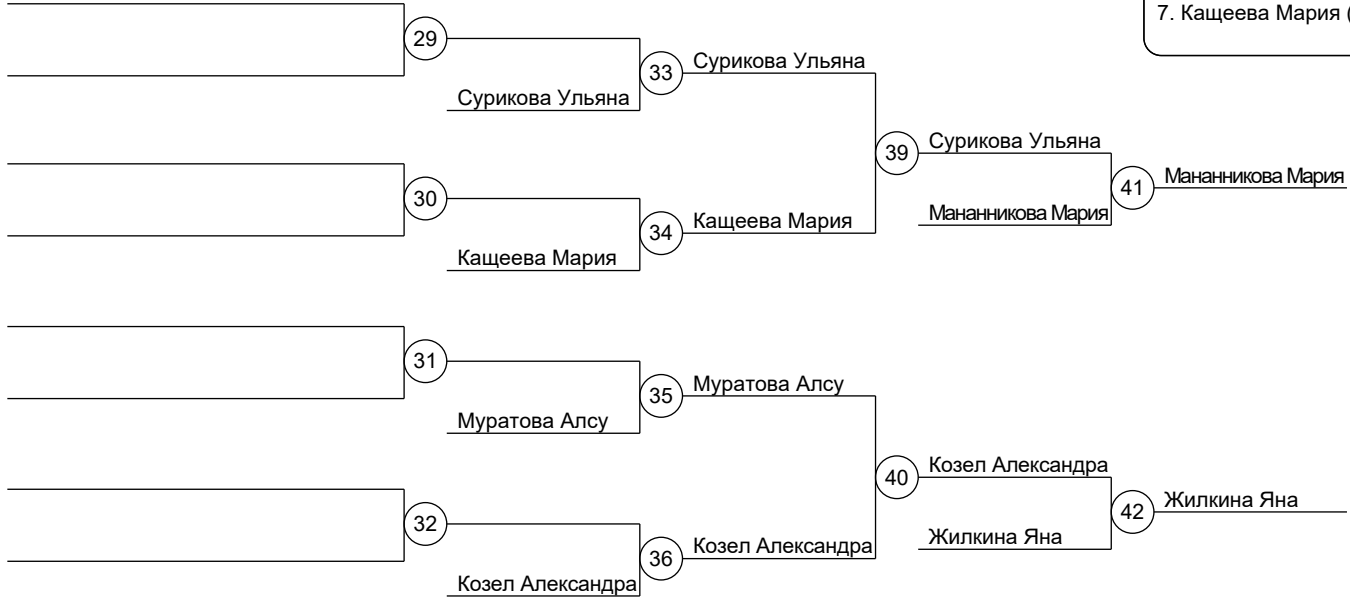 7. Кащеева Мария (
29
33
Сурикова Ульяна
Сурикова Ульяна
39
Сурикова Ульяна
41
Мананникова Мария
30
34
Кащеева Мария
Мананникова Мария
Кащеева Мария
31
35
Муратова Алсу
Муратова Алсу
40
Козел Александра
42
Жилкина Яна
32
36
Козел Александра
Жилкина Яна
Козел Александра